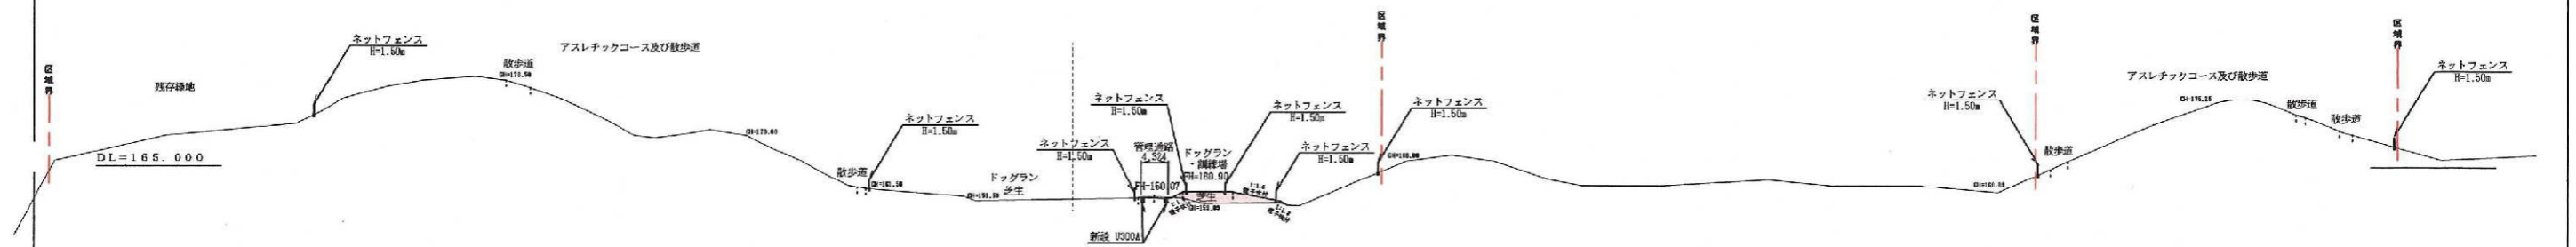 区域界
残存緑地
DL=165.000
ネットフェンス
H=1.50m
散歩道
アスレチックコース及び散歩道
GH=170.00
散歩道
ネットフェンス
H=1.50m
ドッグラン
芝生
ネットフェンス
H=1.50m
ネットフェンス
H=1.50m
管理通路
4.324
FH=159.97
新設 U300A
ドッグラン
訓練場
FH=160.90
芝生
ネットフェンス
H=1.50m
ネットフェンス
H=1.50m
区域界
ネットフェンス
H=1.50m
ネットフェンス
H=1.50m
区域界
散歩道
アスレチックコース及び散歩道
散歩道
散歩道
区域界
ネットフェンス
H=1.50m